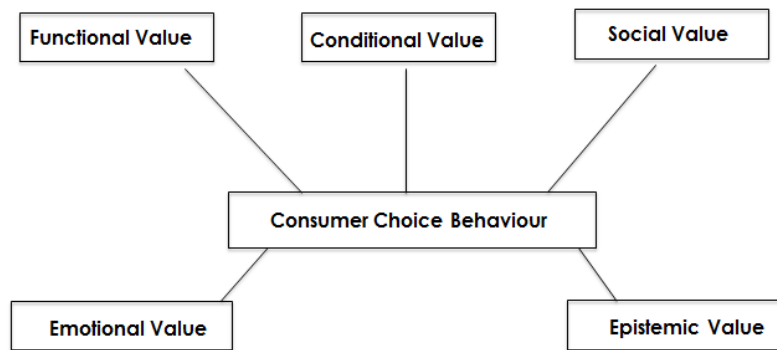 Functional Value
Conditional Value
Social Value
Consumer Choice Behaviour
Emotional Value
Epistemic Value